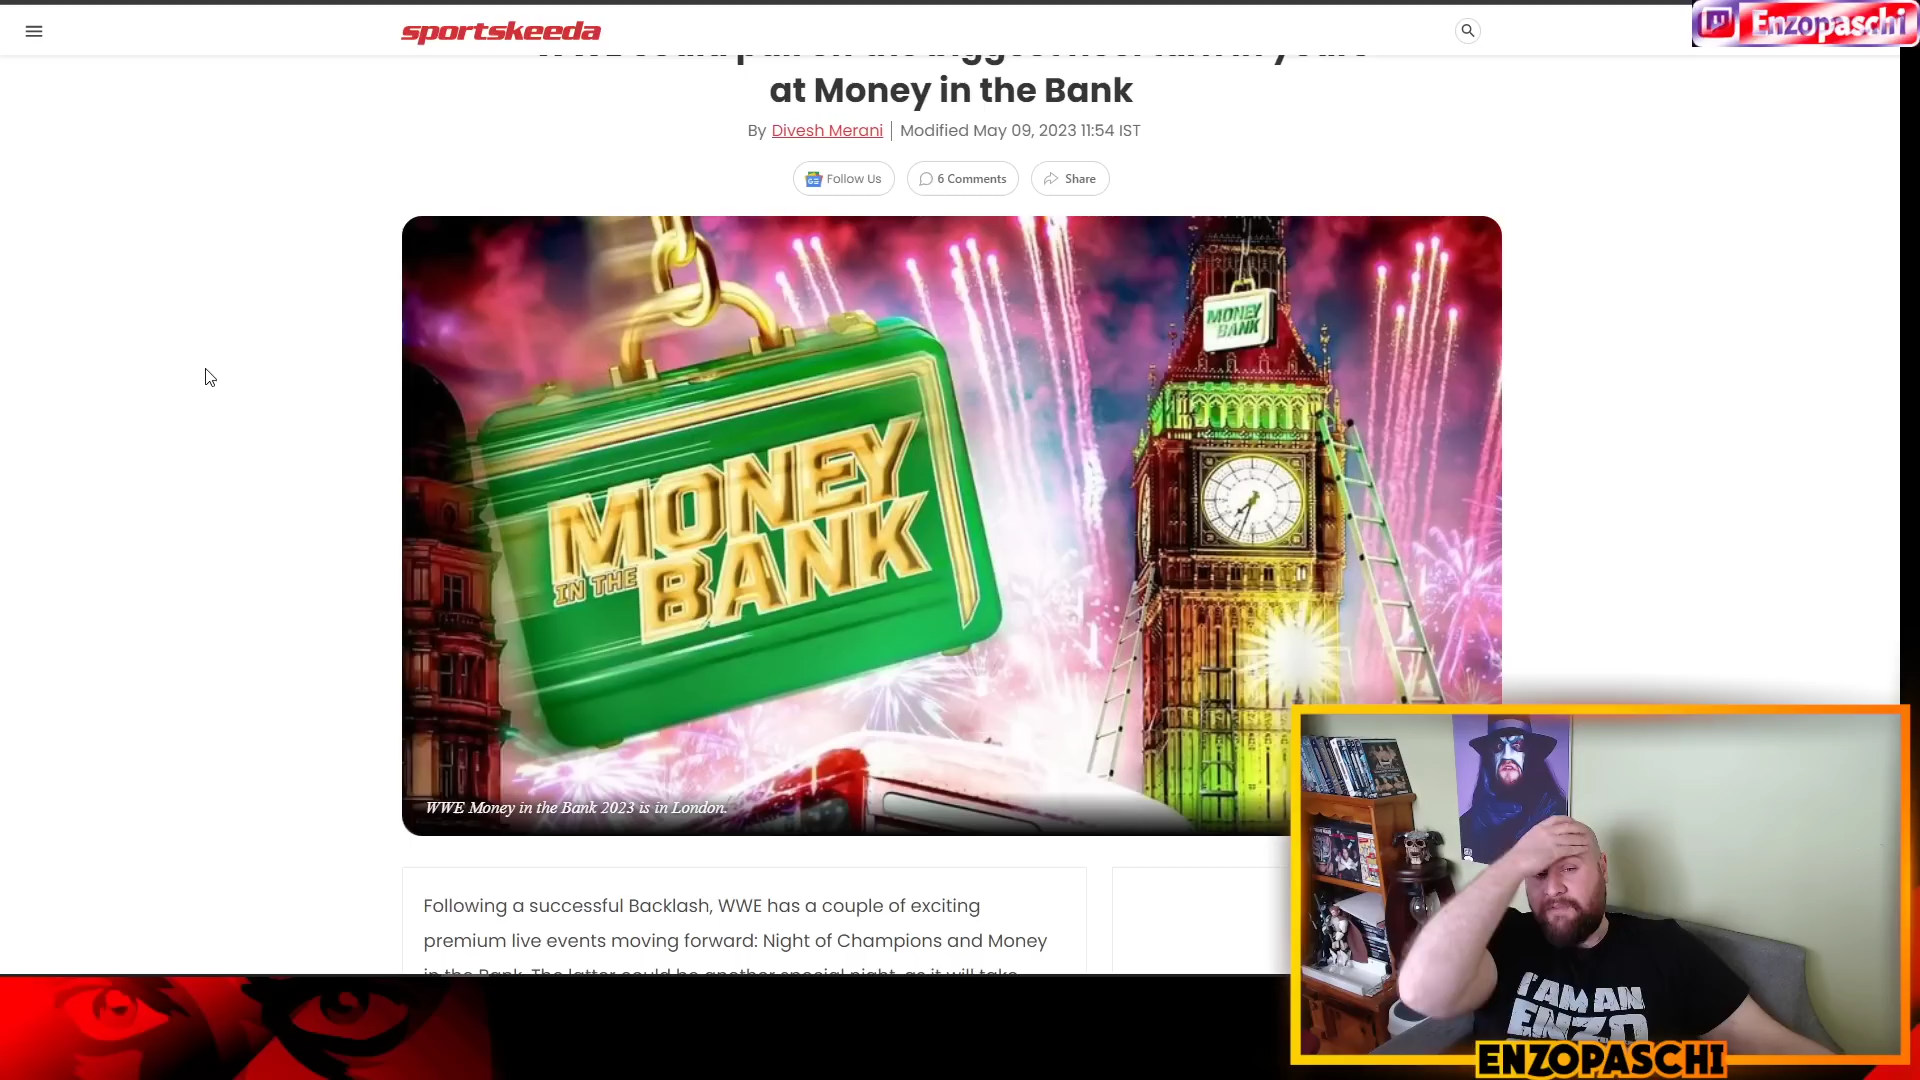 sportskeeda
Enzopaschi
at Money in the Bank
By Divesh Merani | Modified May 09, 2023 11:54 IST
Follow Us
6 Comments
Share
MONEY
BANK
MONEY
IN THE
BANK
WWE Money in the Bank 2023 is in London.
Following a successful Backlash, WWE has a couple of exciting
premium live events moving forward: Night of Champions and Money
I AM AN
ENZO
ENZOPASCHI